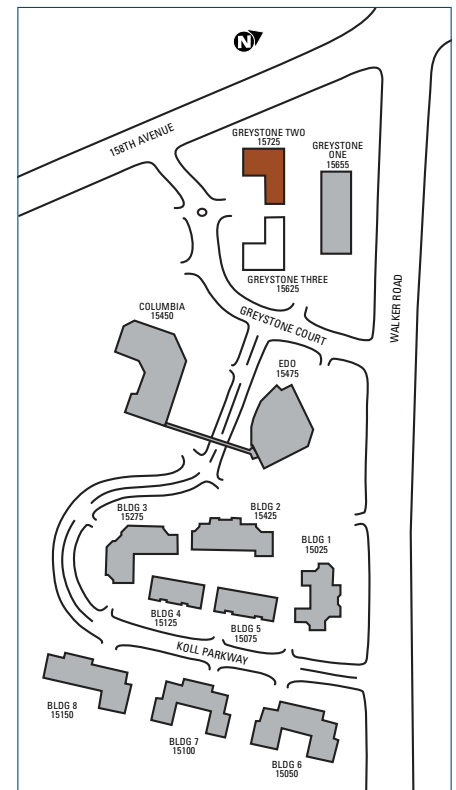 N
158TH AVENUE
GREYSTONE TWO
15725
GREYSTONE
ONE
15655
GREYSTONE THREE
15625
WALKER ROAD
GREYSTONE COURT
COLUMBIA
15450
EDO
15475
BLDG 3
15275
BLDG 2
15425
BLDG 1
15025
BLDG 4
15125
BLDG 5
15075
KOLL PARKWAY
BLDG 8
15150
BLDG 7
15100
BLDG 6
15050